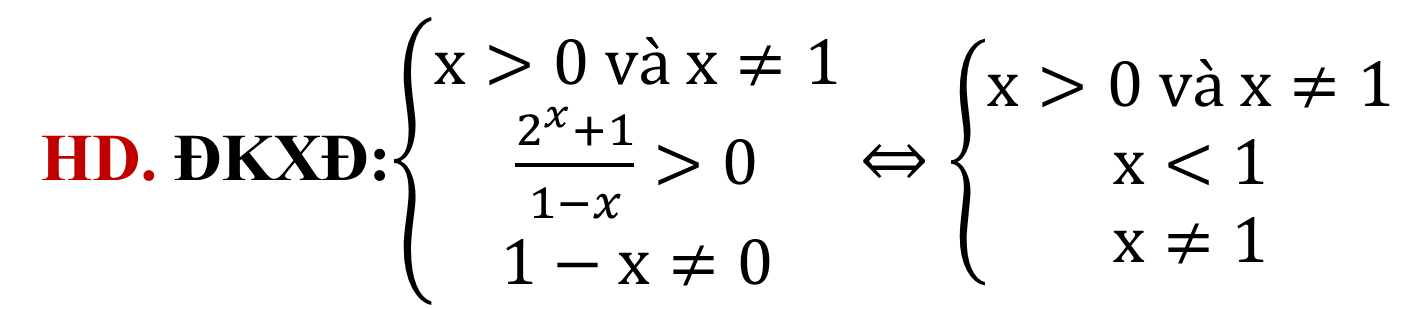 HD. ĐKXĐ: { x > 0 và x ≠ 1 ⇔ { x > 0 và x ≠ 1
(2^x+1)/(1−x) > 0 x < 1
1 − x ≠ 0 x ≠ 1